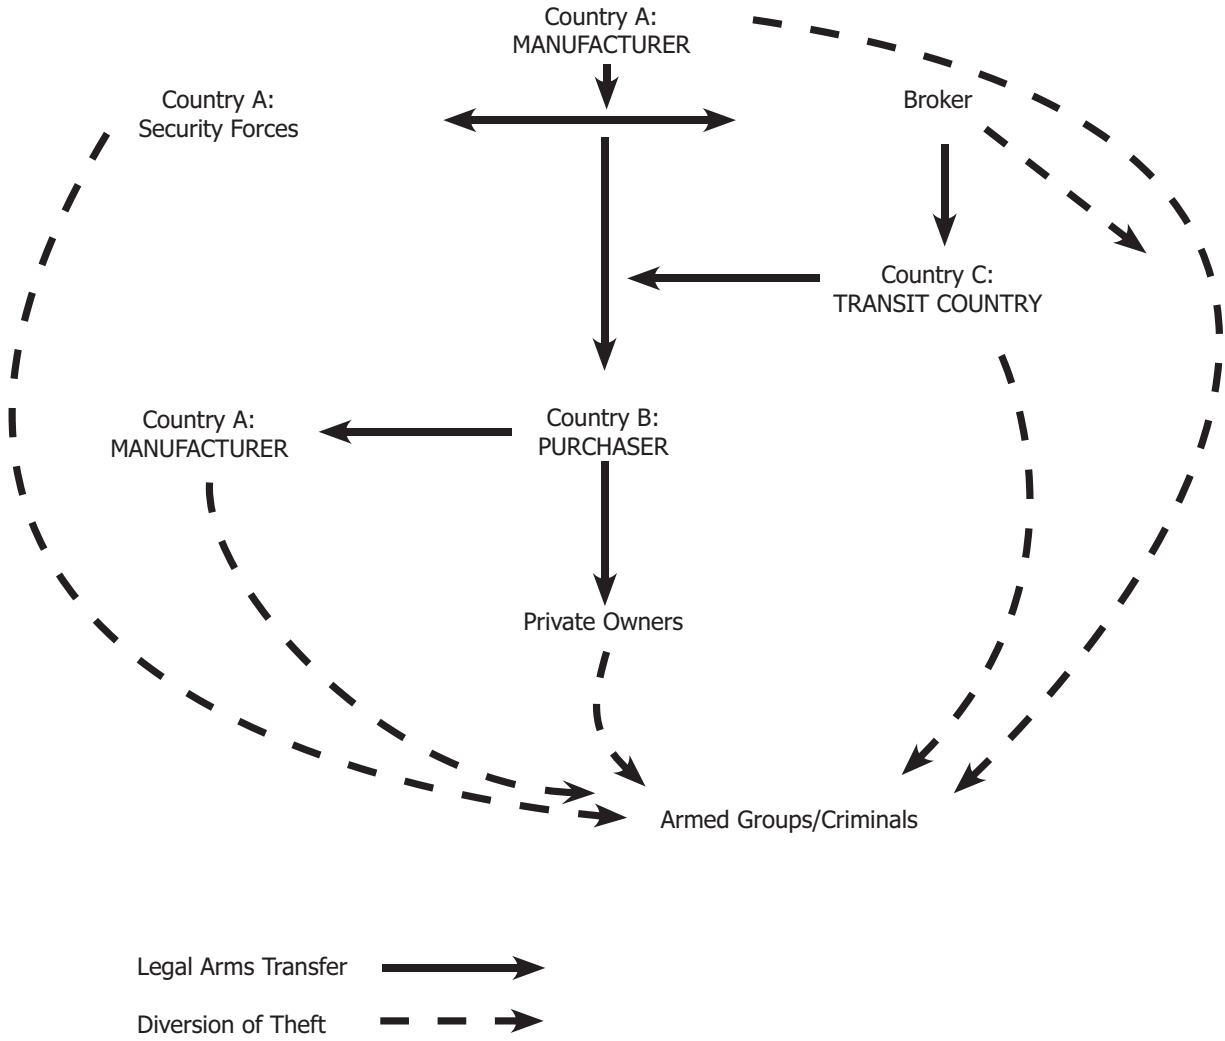 Country A:
MANUFACTURER
Country A:
Security Forces
Broker
Country C:
TRANSIT COUNTRY
Country A:
MANUFACTURER
Country B:
PURCHASER
Private Owners
Armed Groups/Criminals
Legal Arms Transfer
Diversion of Theft